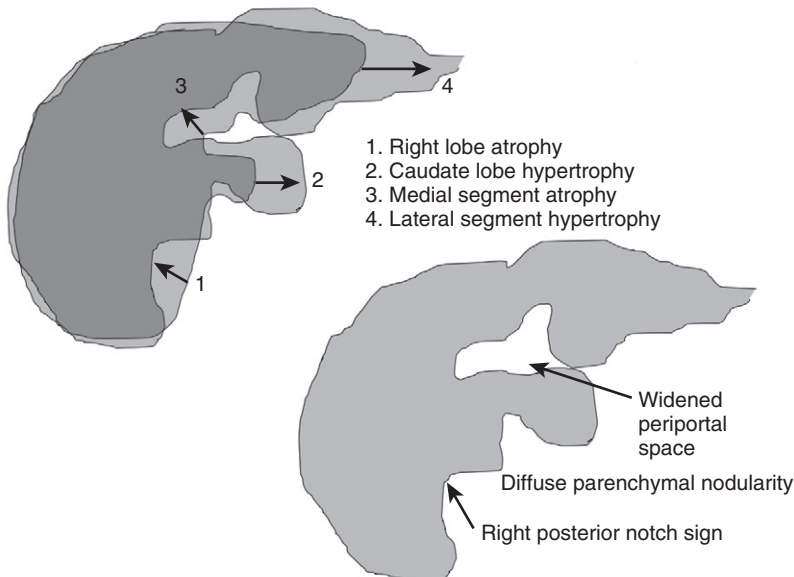 3
4
1. Right lobe atrophy
2. Caudate lobe hypertrophy
3. Medial segment atrophy
4. Lateral segment hypertrophy
2
1
Widened
periportal
space
Diffuse parenchymal nodularity
Right posterior notch sign